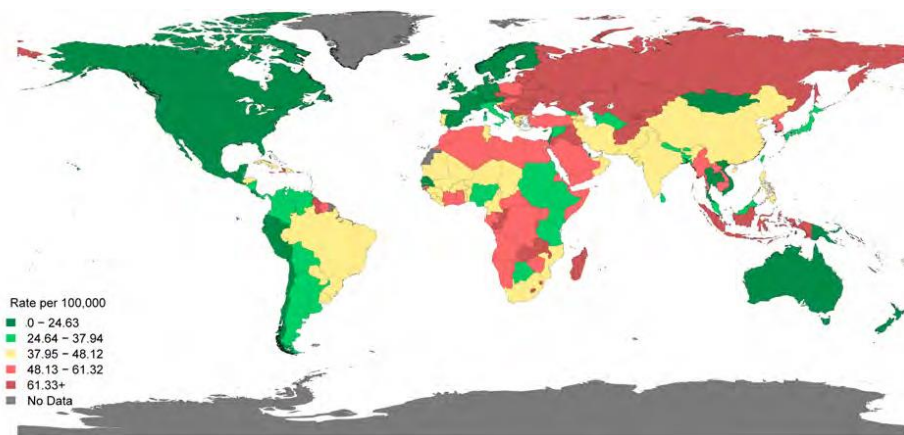 Rate per 100,000
.0 – 24.63
24.64 – 37.94
37.95 – 48.12
48.13 – 61.32
61.33+
No Data